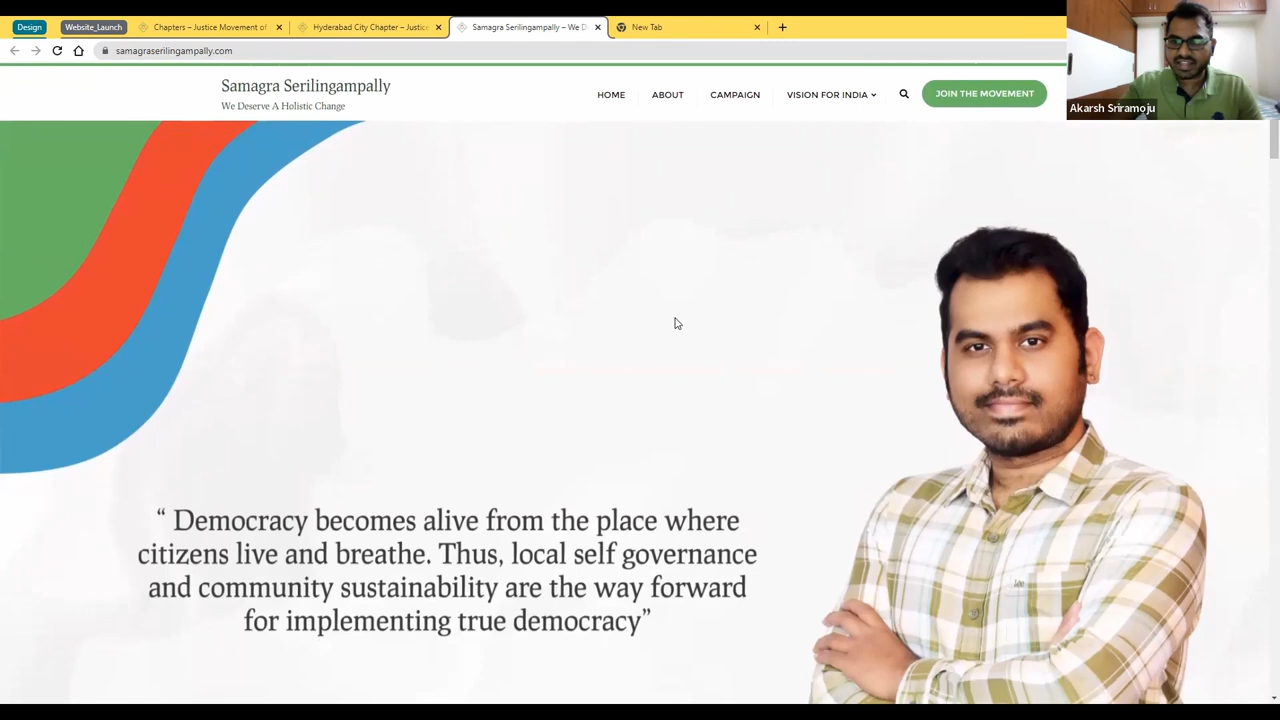 Design
Website_Launch
Chapters – Justice Movement of
Hyderabad City Chapter – Justice
Samagra Serilingampally – We D
New Tab
samagraserilingampally.com
Samagra Serilingampally
We Deserve A Holistic Change
HOME
ABOUT
CAMPAIGN
VISION FOR INDIA
JOIN THE MOVEMENT
Akarsh Sriramoju
“ Democracy becomes alive from the place where
citizens live and breathe. Thus, local self governance
and community sustainability are the way forward
for implementing true democracy”
Lee